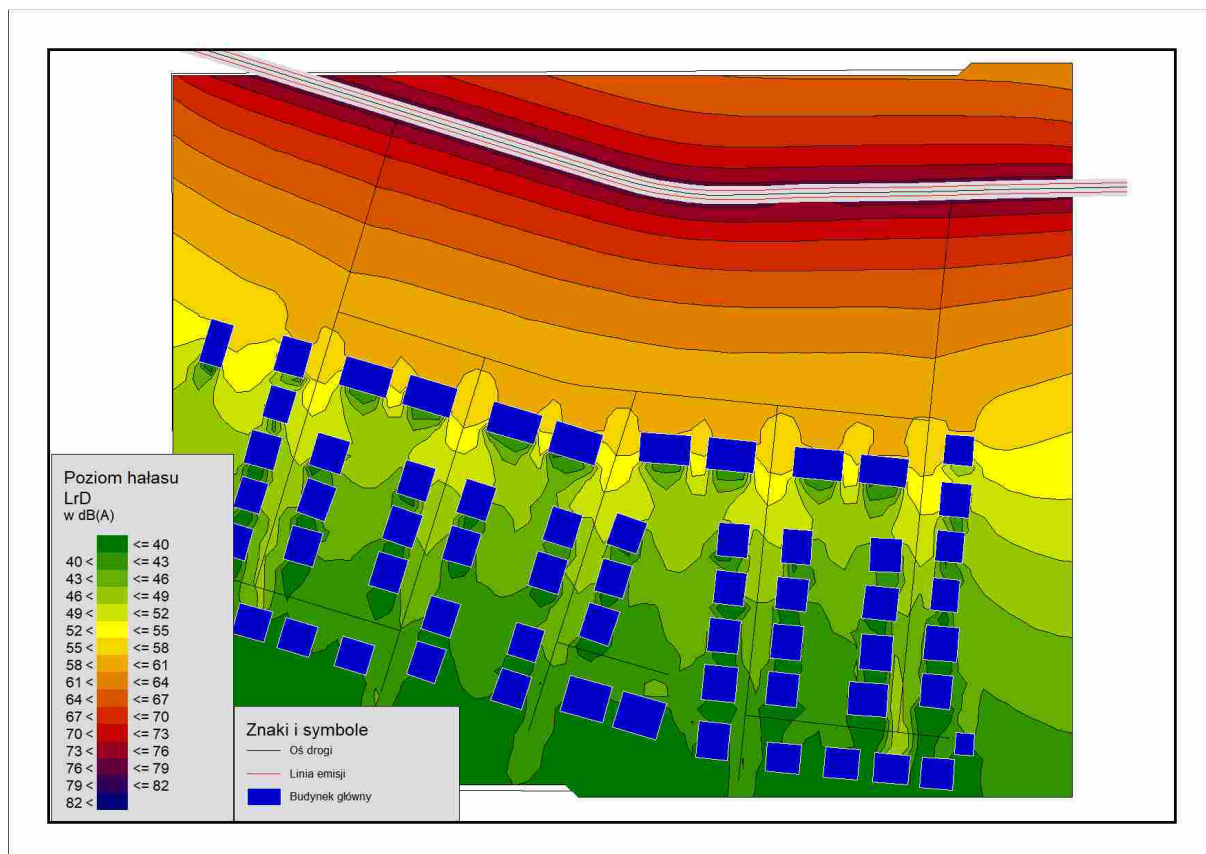 Poziom hałasu
LrD
w dB(A)
<= 40
40 < <= 43
43 < <= 46
46 < <= 49
49 < <= 52
52 < <= 55
55 < <= 58
58 < <= 61
61 < <= 64
64 < <= 67
67 < <= 70
70 < <= 73
73 < <= 76
76 < <= 79
79 < <= 82
82 <
Znaki i symbole
Oś drogi
Linia emisji
Budynek główny